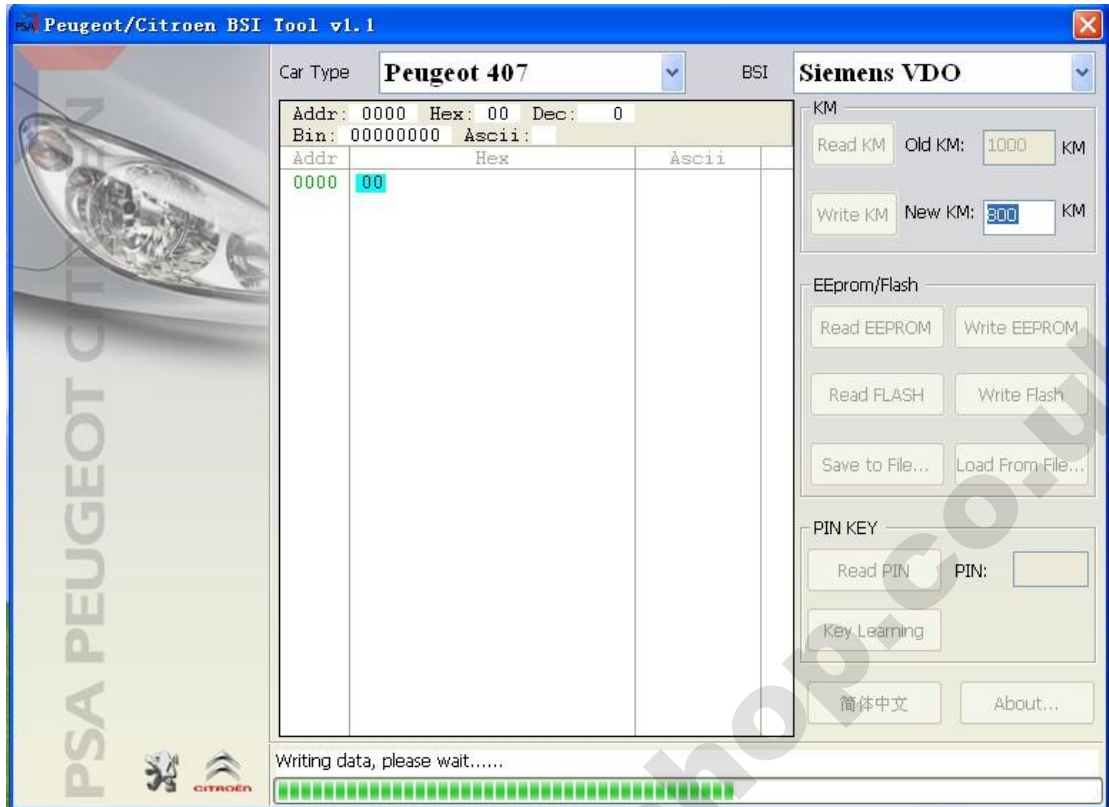 PSA Peugeot/Citroen BSI Tool v1.1
Car Type Peugeot 407 BSI Siemens VDO
Addr: 0000 Hex: 00 Dec: 0
Bin: 00000000 Ascii:
Addr Hex Ascii
0000 00
KM
Read KM Old KM: 1000 KM
Write KM New KM: 800 KM
EEprom/Flash
Read EEPROM Write EEPROM
Read FLASH Write Flash
Save to File... Load From File...
PIN KEY
Read PIN PIN:
Key Learning
简体中文 About...
Writing data, please wait......
PSA PEUGEOT CITROËN
CITROËN
hop.co.u